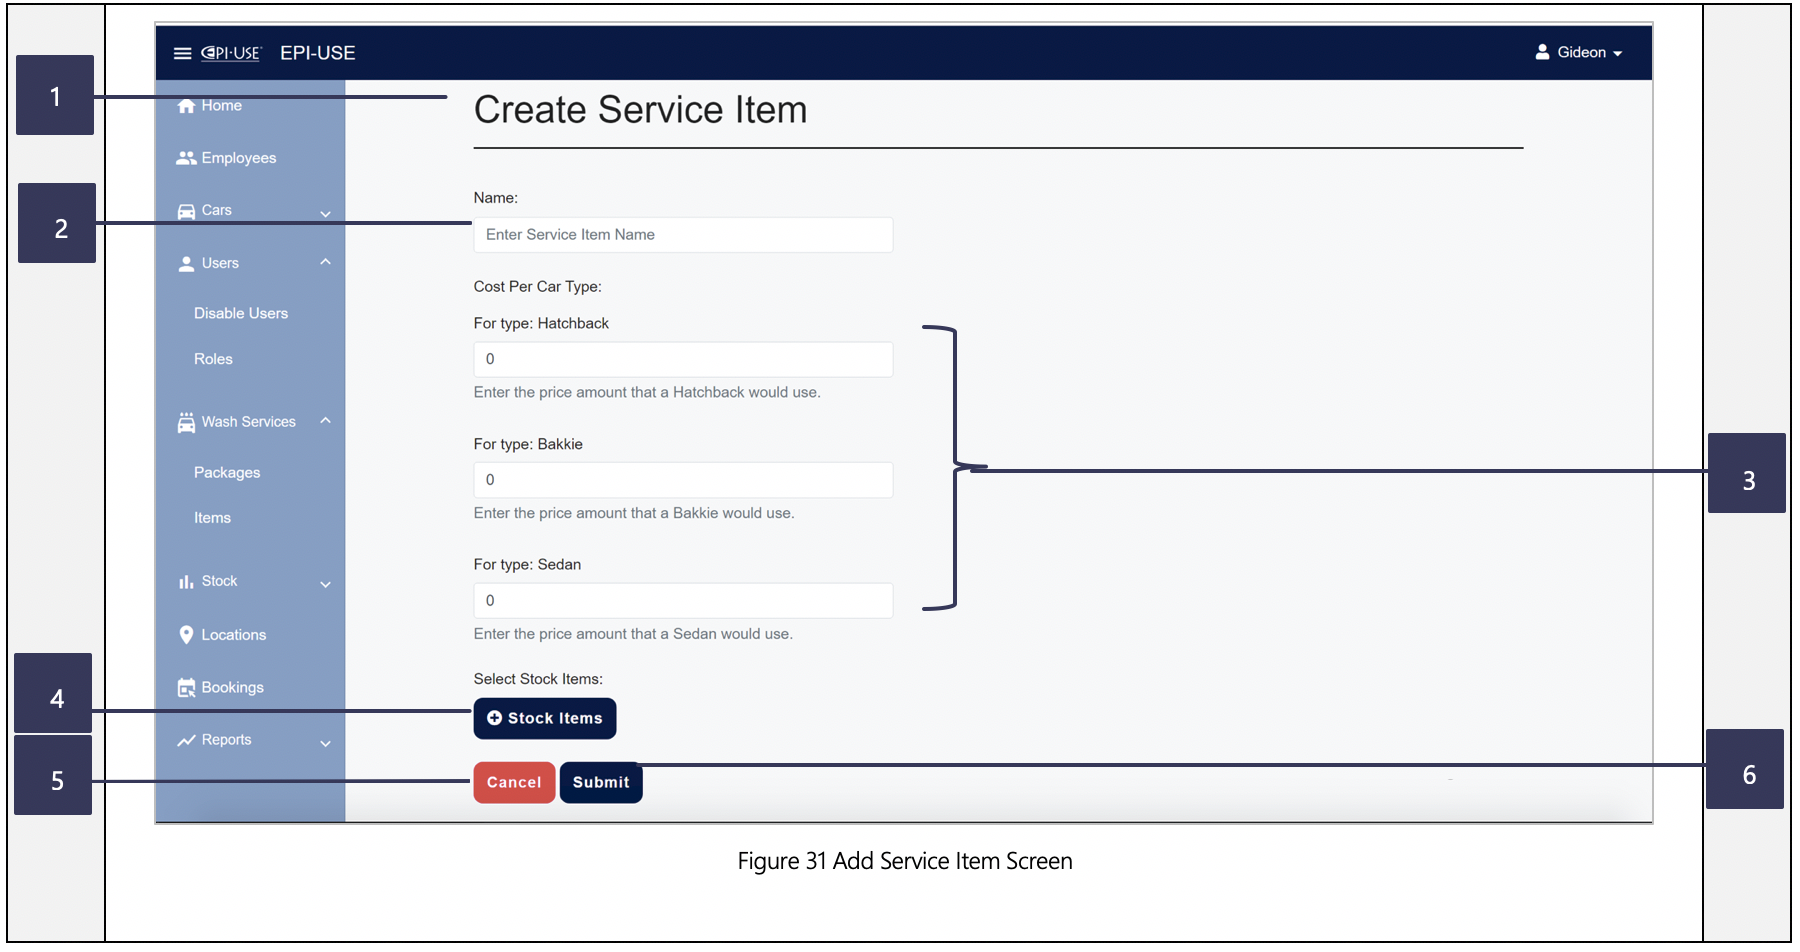 EPI-USE EPI-USE Gideon
1
Home
Create Service Item
Employees
Name:
Cars
2
Enter Service Item Name
Users
Cost Per Car Type:
Disable Users
For type: Hatchback
Roles
0
Enter the price amount that a Hatchback would use.
Wash Services
For type: Bakkie
Packages
0
3
Enter the price amount that a Bakkie would use.
Items
For type: Sedan
Stock
0
Enter the price amount that a Sedan would use.
Locations
Select Stock Items:
Bookings
4
Stock Items
Reports
5
Cancel Submit
6
Figure 31 Add Service Item Screen